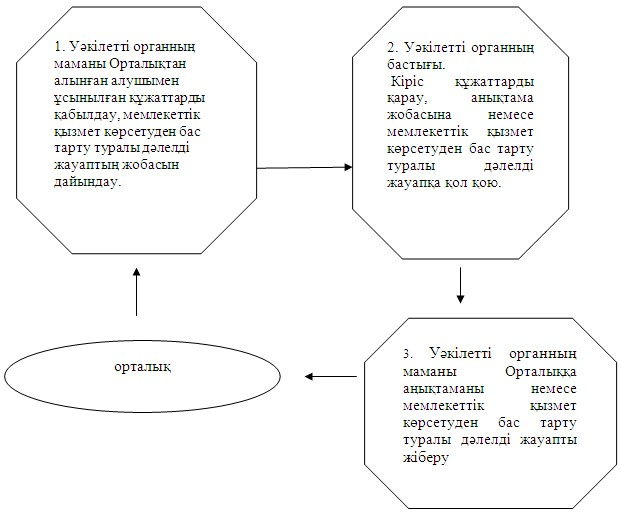 1. Уәкілетті органның
маманы Орталықтан
алынған алушымен
ұсынылған құжаттарды
қабылдау, мемлекеттік
қызмет көрсетуден бас
тарту туралы дәлелді
жауаптың жобасын
дайындау.
2. Уәкілетті органның
бастығы.
Кіріс құжаттарды
қарау, анықтама
жобасына немесе
мемлекеттік қызмет
көрсетуден бас тарту
туралы дәлелді
жауапқа қол қою.
3. Уәкілетті органның
маманы Орталыққа
аңықтаманы немесе
мемлекеттік қызмет
көрсетуден бас тарту
туралы дәлелді жауапты
жіберу
орталық